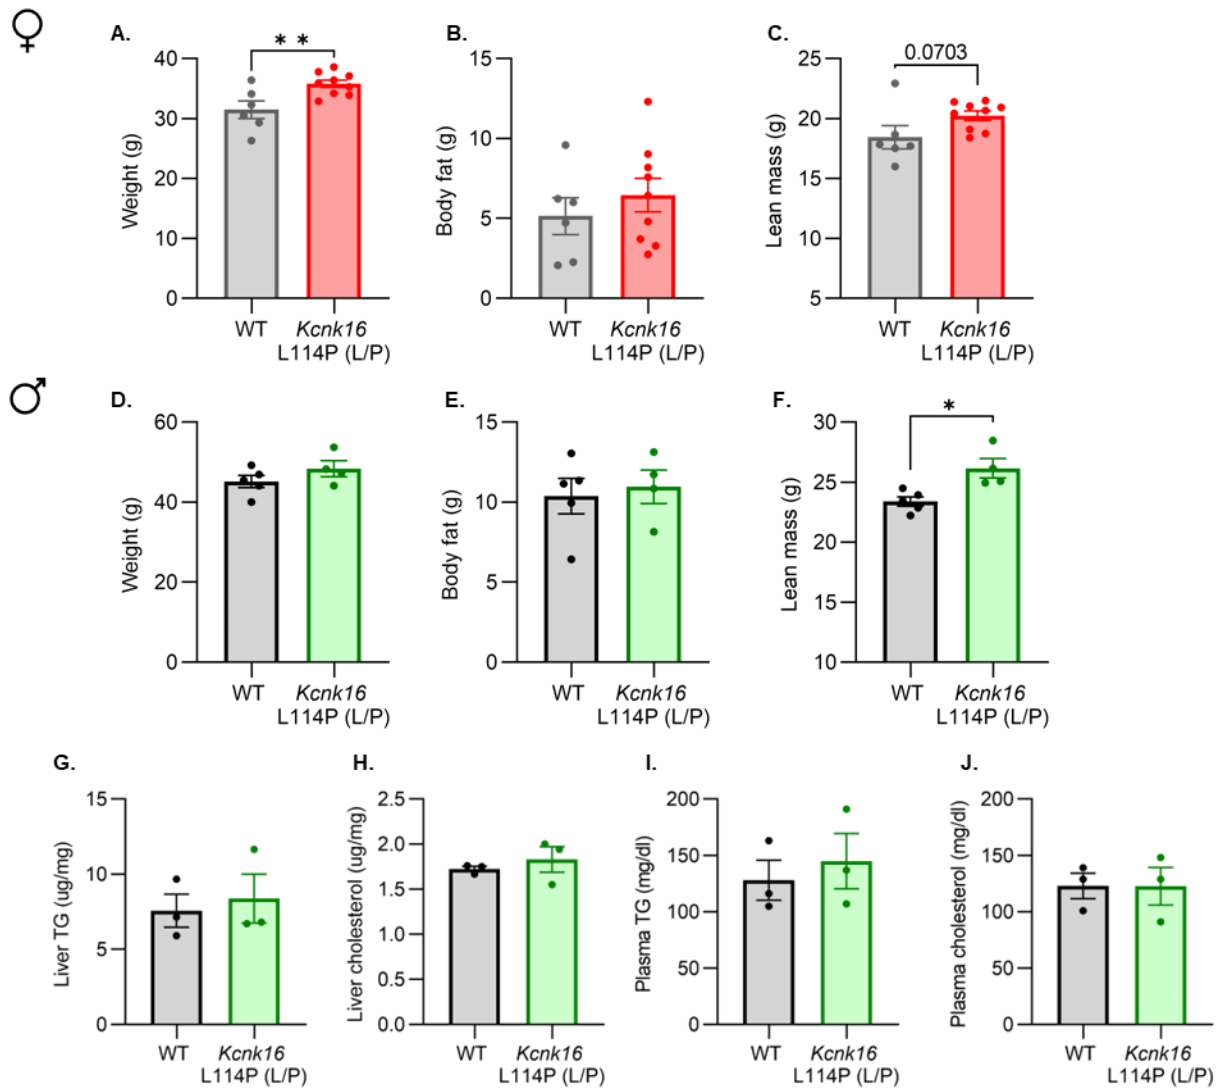 ♀
A.
Weight (g)
40
30
20
10
0
* *
WT
Kcnk16
L114P (L/P)
B.
Body fat (g)
15
10
5
0
WT
Kcnk16
L114P (L/P)
C.
Lean mass (g)
25
20
15
10
5
0.0703
WT
Kcnk16
L114P (L/P)
♂
D.
Weight (g)
60
40
20
0
WT
Kcnk16
L114P (L/P)
E.
Body fat (g)
15
10
5
0
WT
Kcnk16
L114P (L/P)
F.
Lean mass (g)
30
25
20
15
10
*
WT
Kcnk16
L114P (L/P)
G.
Liver TG (ug/mg)
15
10
5
0
WT
Kcnk16
L114P (L/P)
H.
Liver cholesterol (ug/mg)
2.5
2.0
1.5
1.0
0.5
0.0
WT
Kcnk16
L114P (L/P)
I.
Plasma TG (mg/dl)
200
150
100
50
0
WT
Kcnk16
L114P (L/P)
J.
Plasma cholesterol (mg/dl)
200
150
100
50
0
WT
Kcnk16
L114P (L/P)